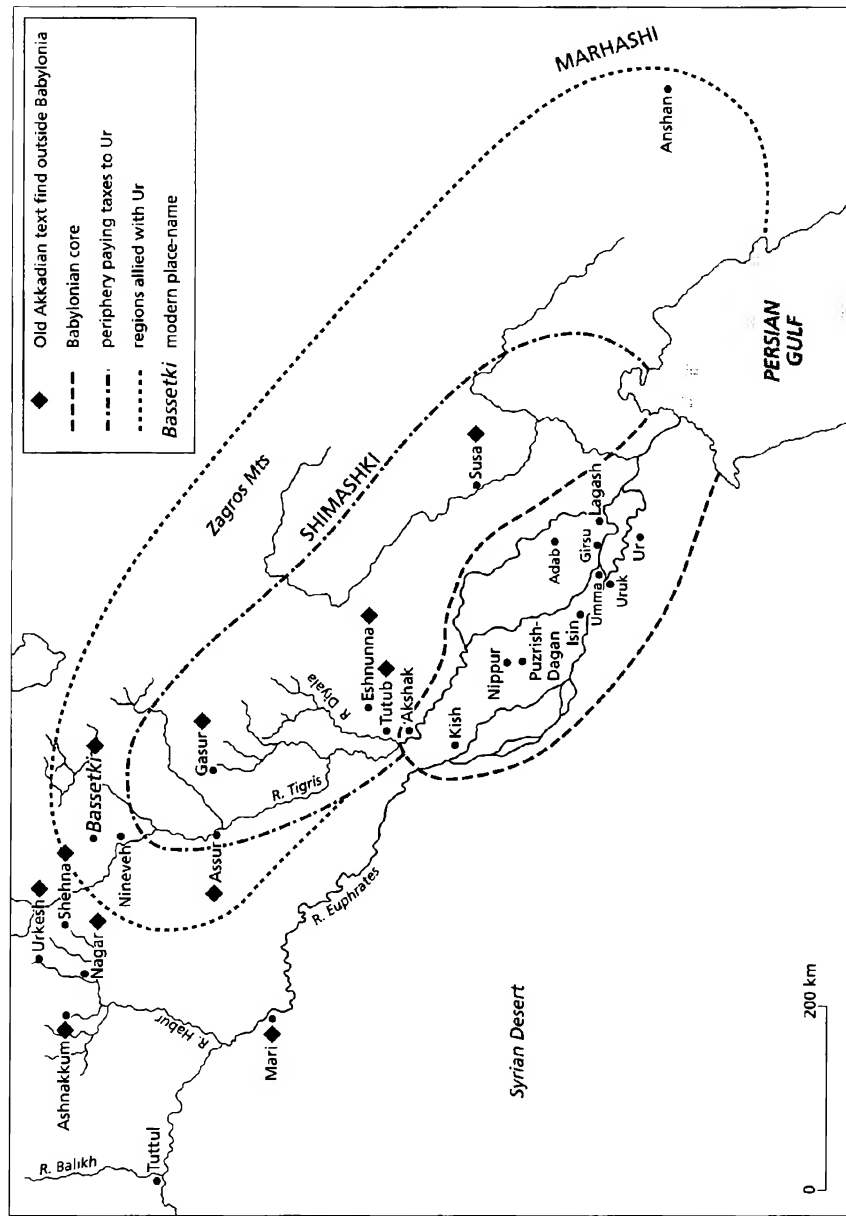 Old Akkadian text find outside Babylonia
Babylonian core
periphery paying taxes to Ur
regions allied with Ur
Bassetki modern place-name
MARHASHI
Anshan
Zagros Mts
SHIMASHKI
PERSIAN
GULF
Susa
Lagash
Girsu
Adab
Ur
Umma
Uruk
Isin
Puzrish-
Dagan
Nippur
Kish
Akshak
Tutub
Eshnunna
R Diyala
Gasur
R. Tigris
Bassetki
Nineveh
Assur
Shehna
Urkesh
Nagar
Ashnakkum
R. Habur
Mari
R. Euphrates
R. Balikh
Tuttul
Syrian Desert
0 200 km